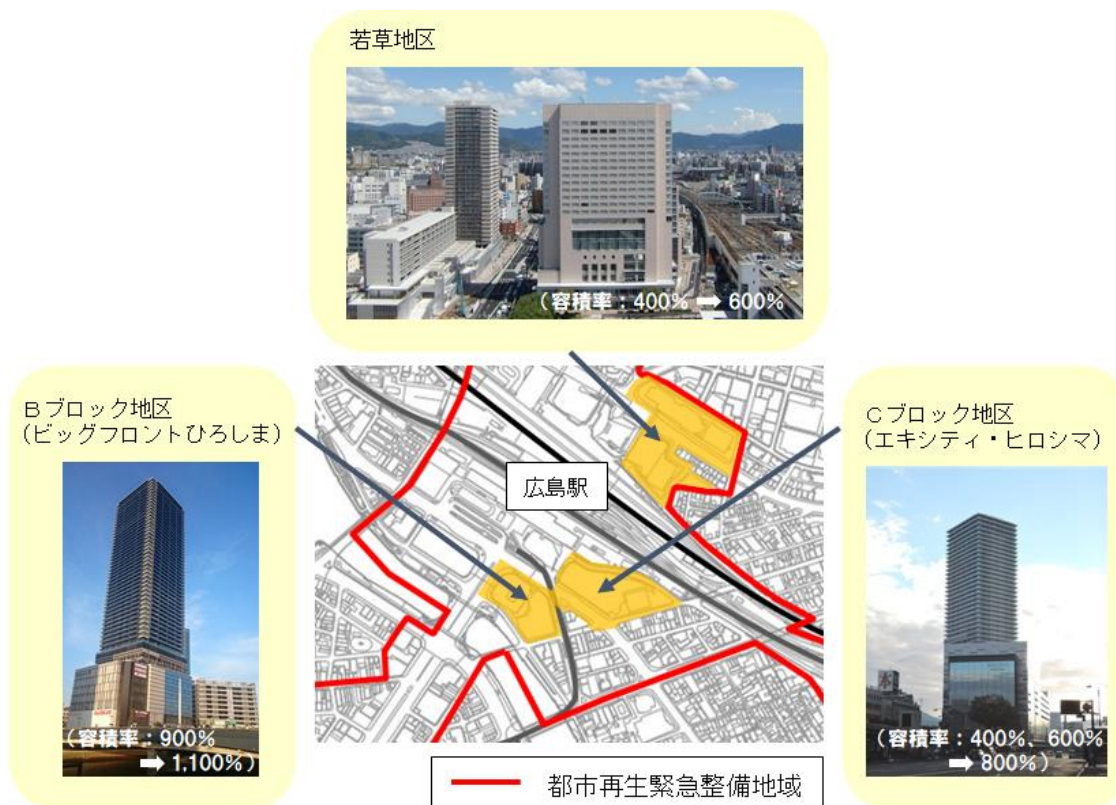 若草地区
（容積率：400% ➡ 600%
Bブロック地区
（ビッグフロントひろしま）
（容積率：900%
➡ 1,100%）
広島駅
Cブロック地区
（エキシティ・ヒロシマ）
（容積率：400%、600%
➡ 800%）
都市再生緊急整備地域